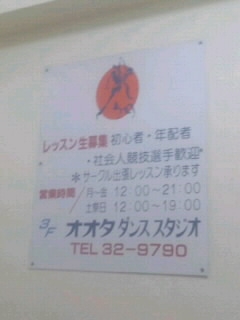 レッスン生募集 初心者・年配者
・社会人競技選手歓迎
＊サークル出張レッスン承ります
営業時間／月〜金 12:00〜21:00
土祭日 12:00〜19:00
3F オオタダンススタジオ
TEL 32-9790